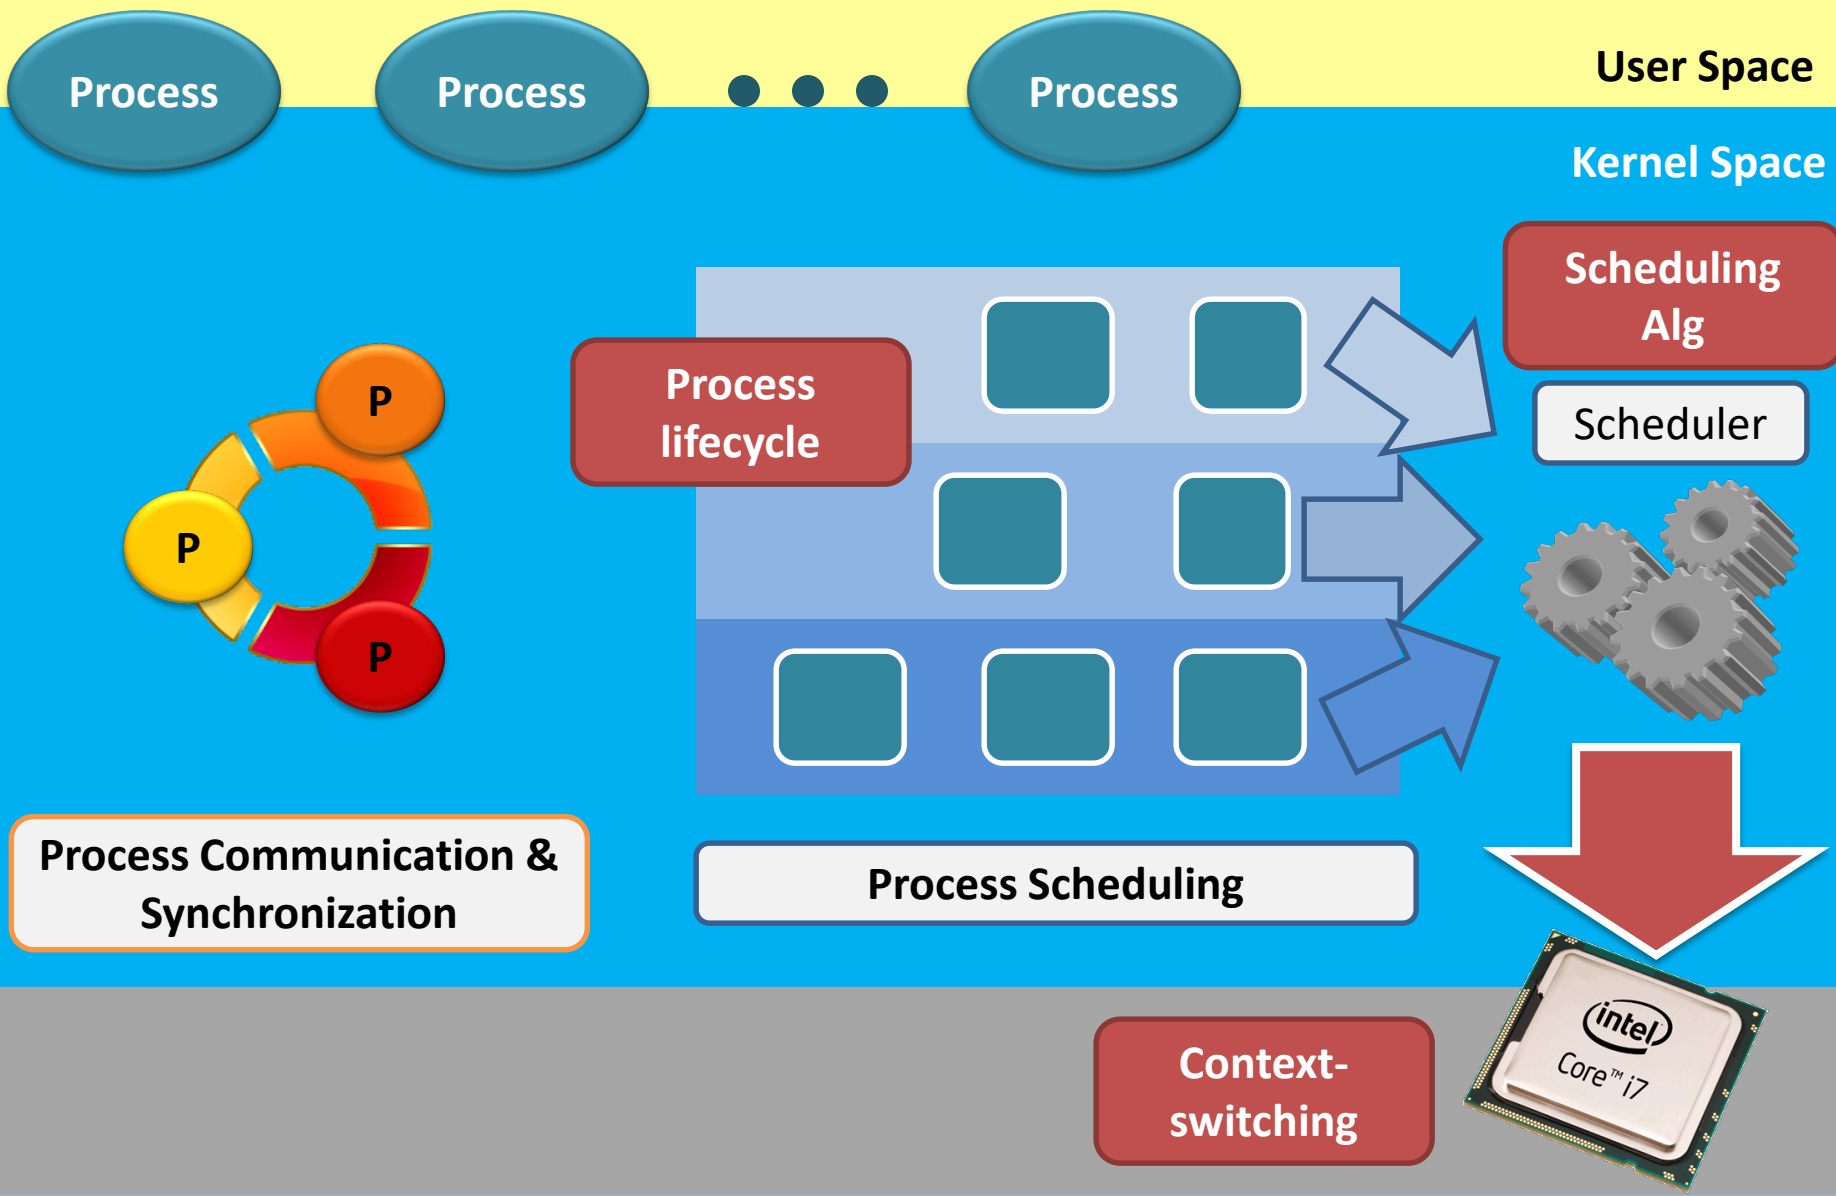 Process
Process
Process
User Space
Kernel Space
Scheduling
Alg
Scheduler
Process
lifecycle
P
P
P
Process Communication &
Synchronization
Process Scheduling
Context-
switching
intel
Core™ i7